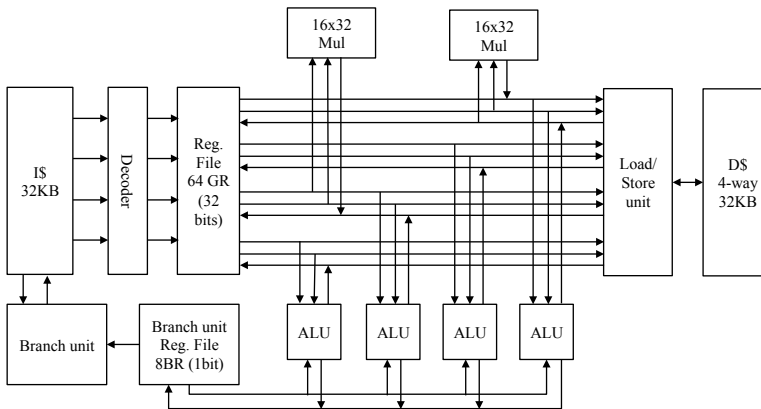 16x32
Mul
16x32
Mul
I$
32KB
Decoder
Reg.
File
64 GR
(32
bits)
Load/
Store
unit
D$
4-way
32KB
Branch unit
Branch unit
Reg. File
8BR (1bit)
ALU
ALU
ALU
ALU